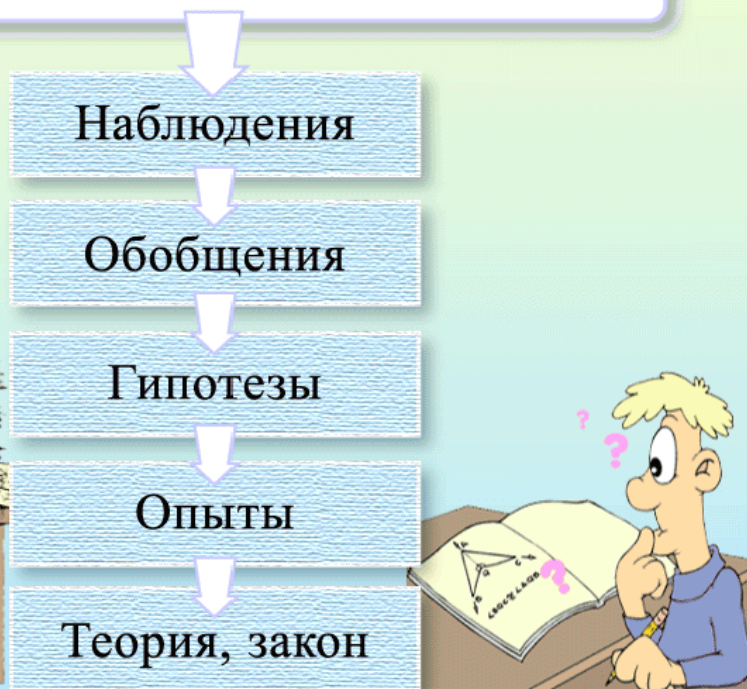 Наблюдения
Обобщения
Гипотезы
Опыты
Теория, закон